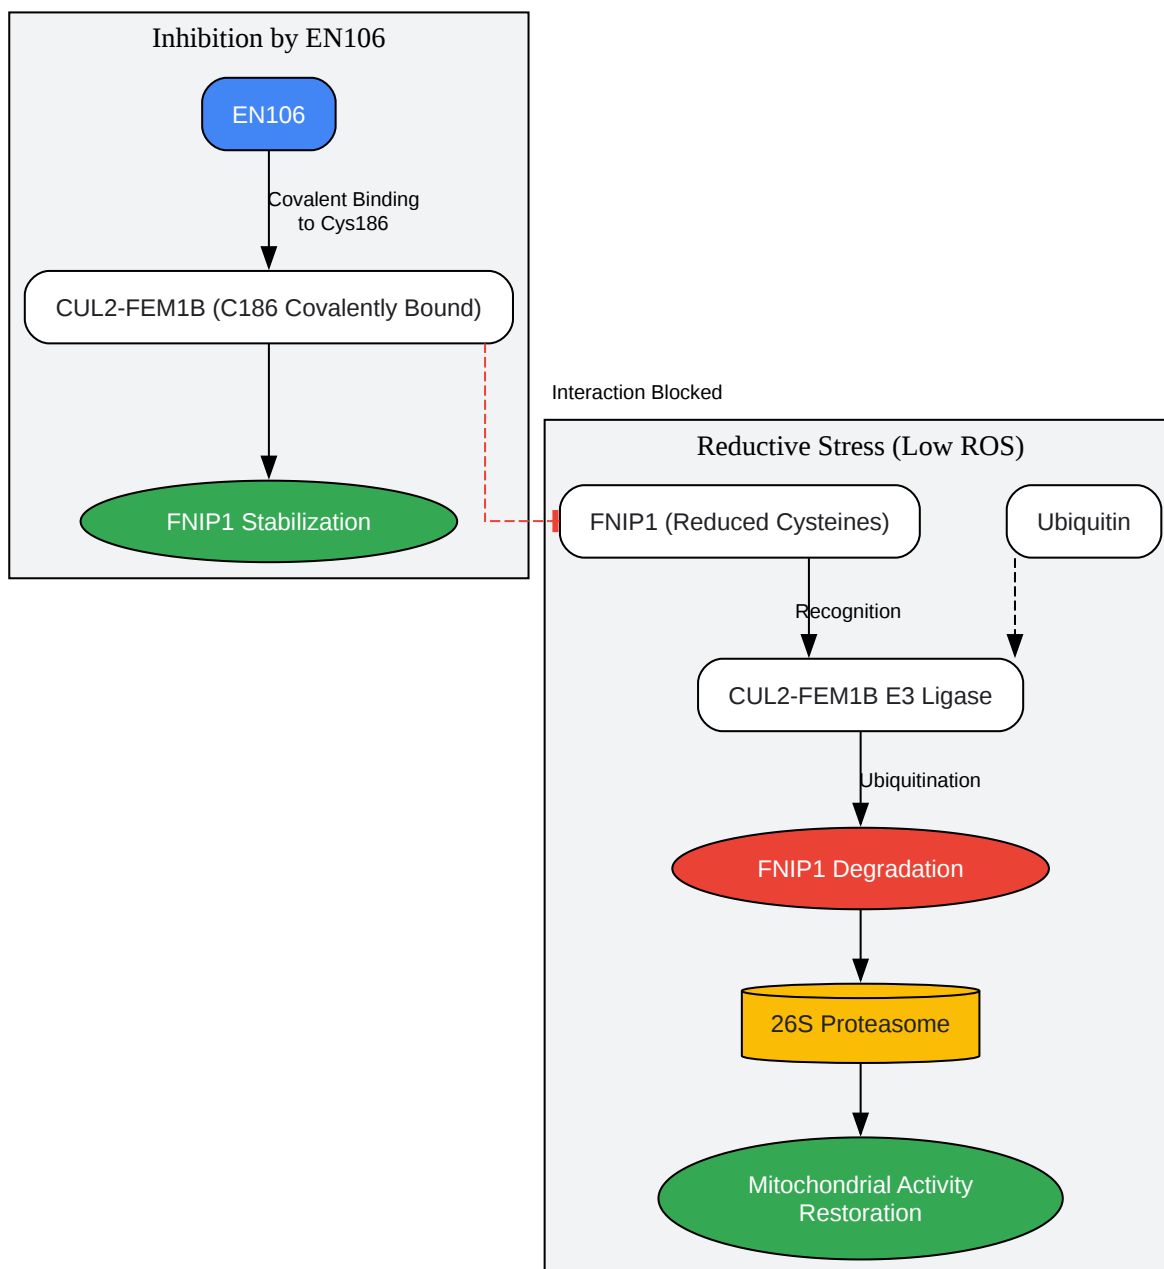 Inhibition by EN106
EN106
Covalent Binding
to Cys186
CUL2-FEM1B (C186 Covalently Bound)
FNIP1 Stabilization
Interaction Blocked
Reductive Stress (Low ROS)
FNIP1 (Reduced Cysteines)
Ubiquitin
Recognition
CUL2-FEM1B E3 Ligase
Ubiquitination
FNIP1 Degradation
26S Proteasome
Mitochondrial Activity
Restoration